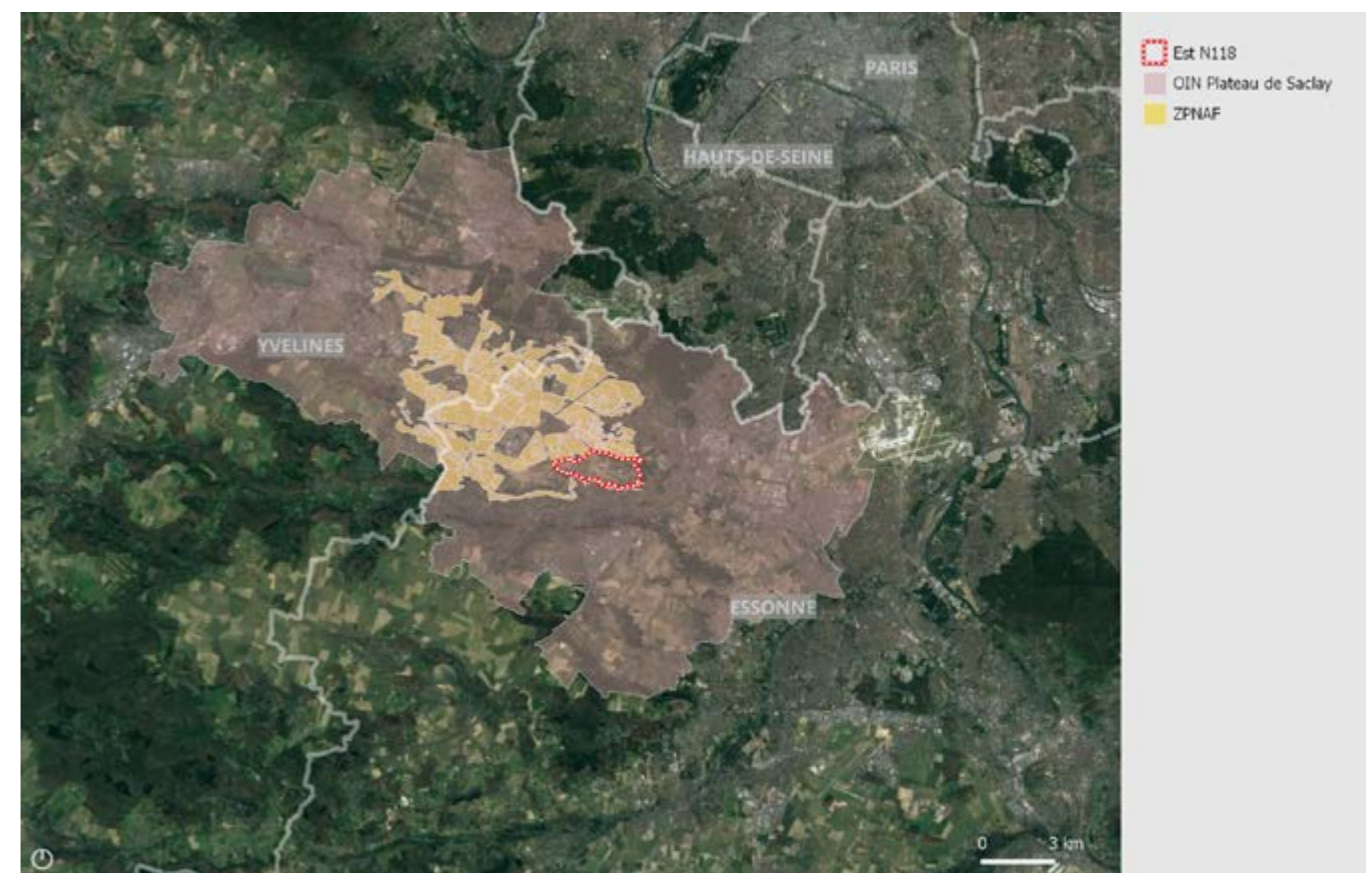 PARIS
HAUTS-DE-SEINE
YVELINES
ESSONNE
0 3 km
Est N118
OIN Plateau de Saclay
ZPNAF